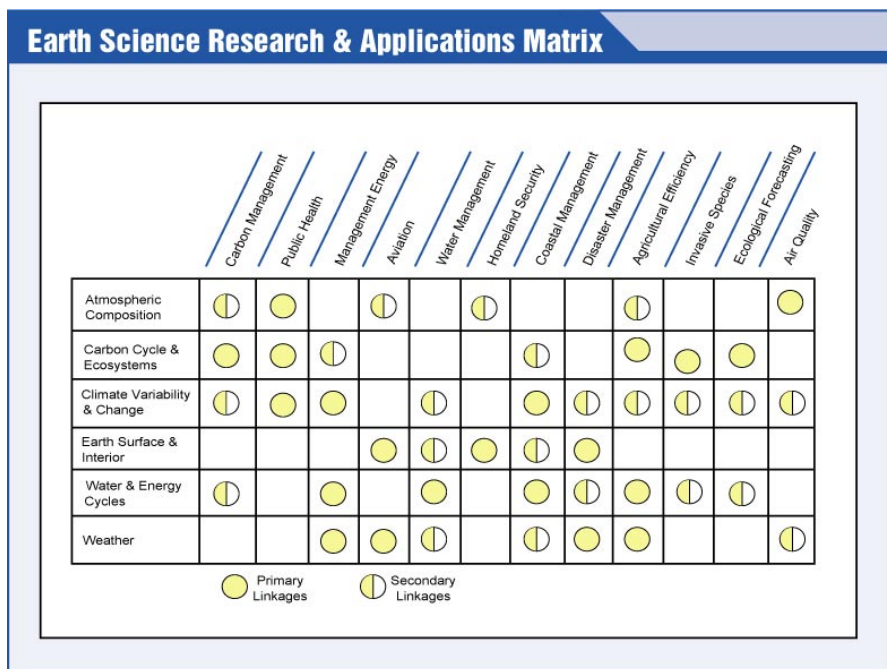 Earth Science Research & Applications Matrix
Carbon Management
Public Health
Management Energy
Aviation
Water Management
Homeland Security
Coastal Management
Disaster Management
Agricultural Efficiency
Invasive Species
Ecological Forecasting
Air Quality
Atmospheric
Composition
Carbon Cycle &
Ecosystems
Climate Variability
& Change
Earth Surface &
Interior
Water & Energy
Cycles
Weather
Primary
Linkages
Secondary
Linkages